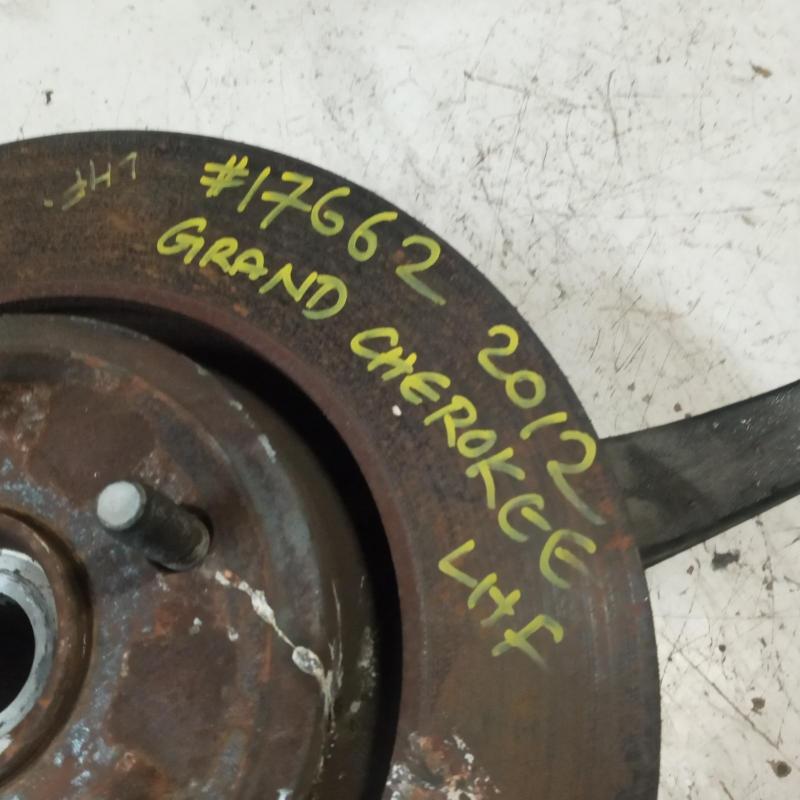 LHF.
#17662 2012
GRAND CHEROKEE
LHF